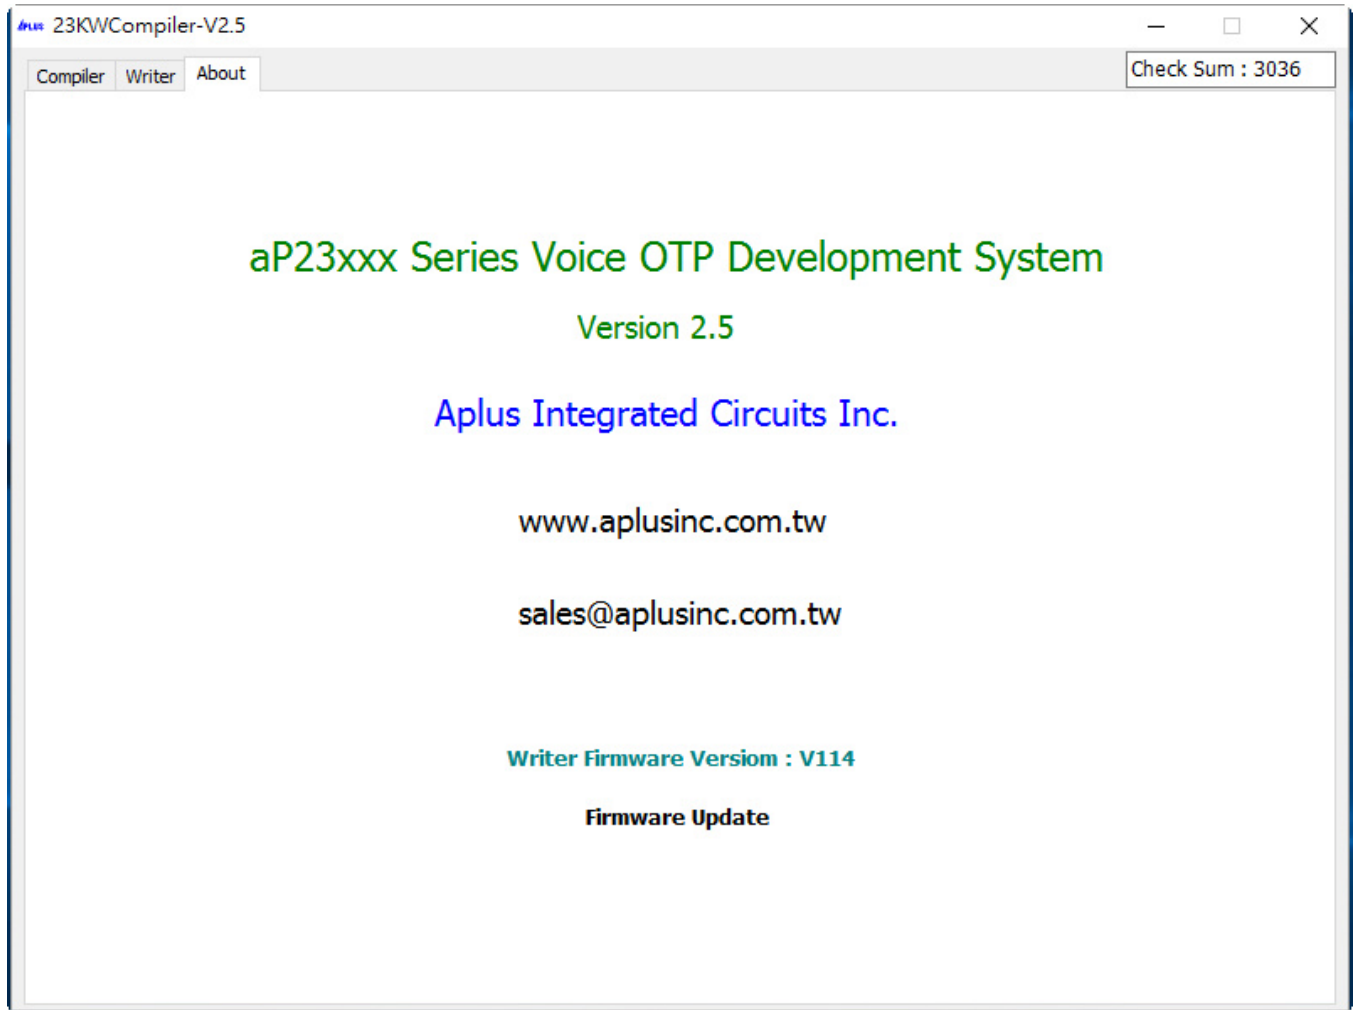 APLUS 23KWCompiler-V2.5
Compiler Writer About
Check Sum : 3036
aP23xxx Series Voice OTP Development System
Version 2.5
Aplus Integrated Circuits Inc.
www.aplusinc.com.tw
sales@aplusinc.com.tw
Writer Firmware Versiom : V114
Firmware Update